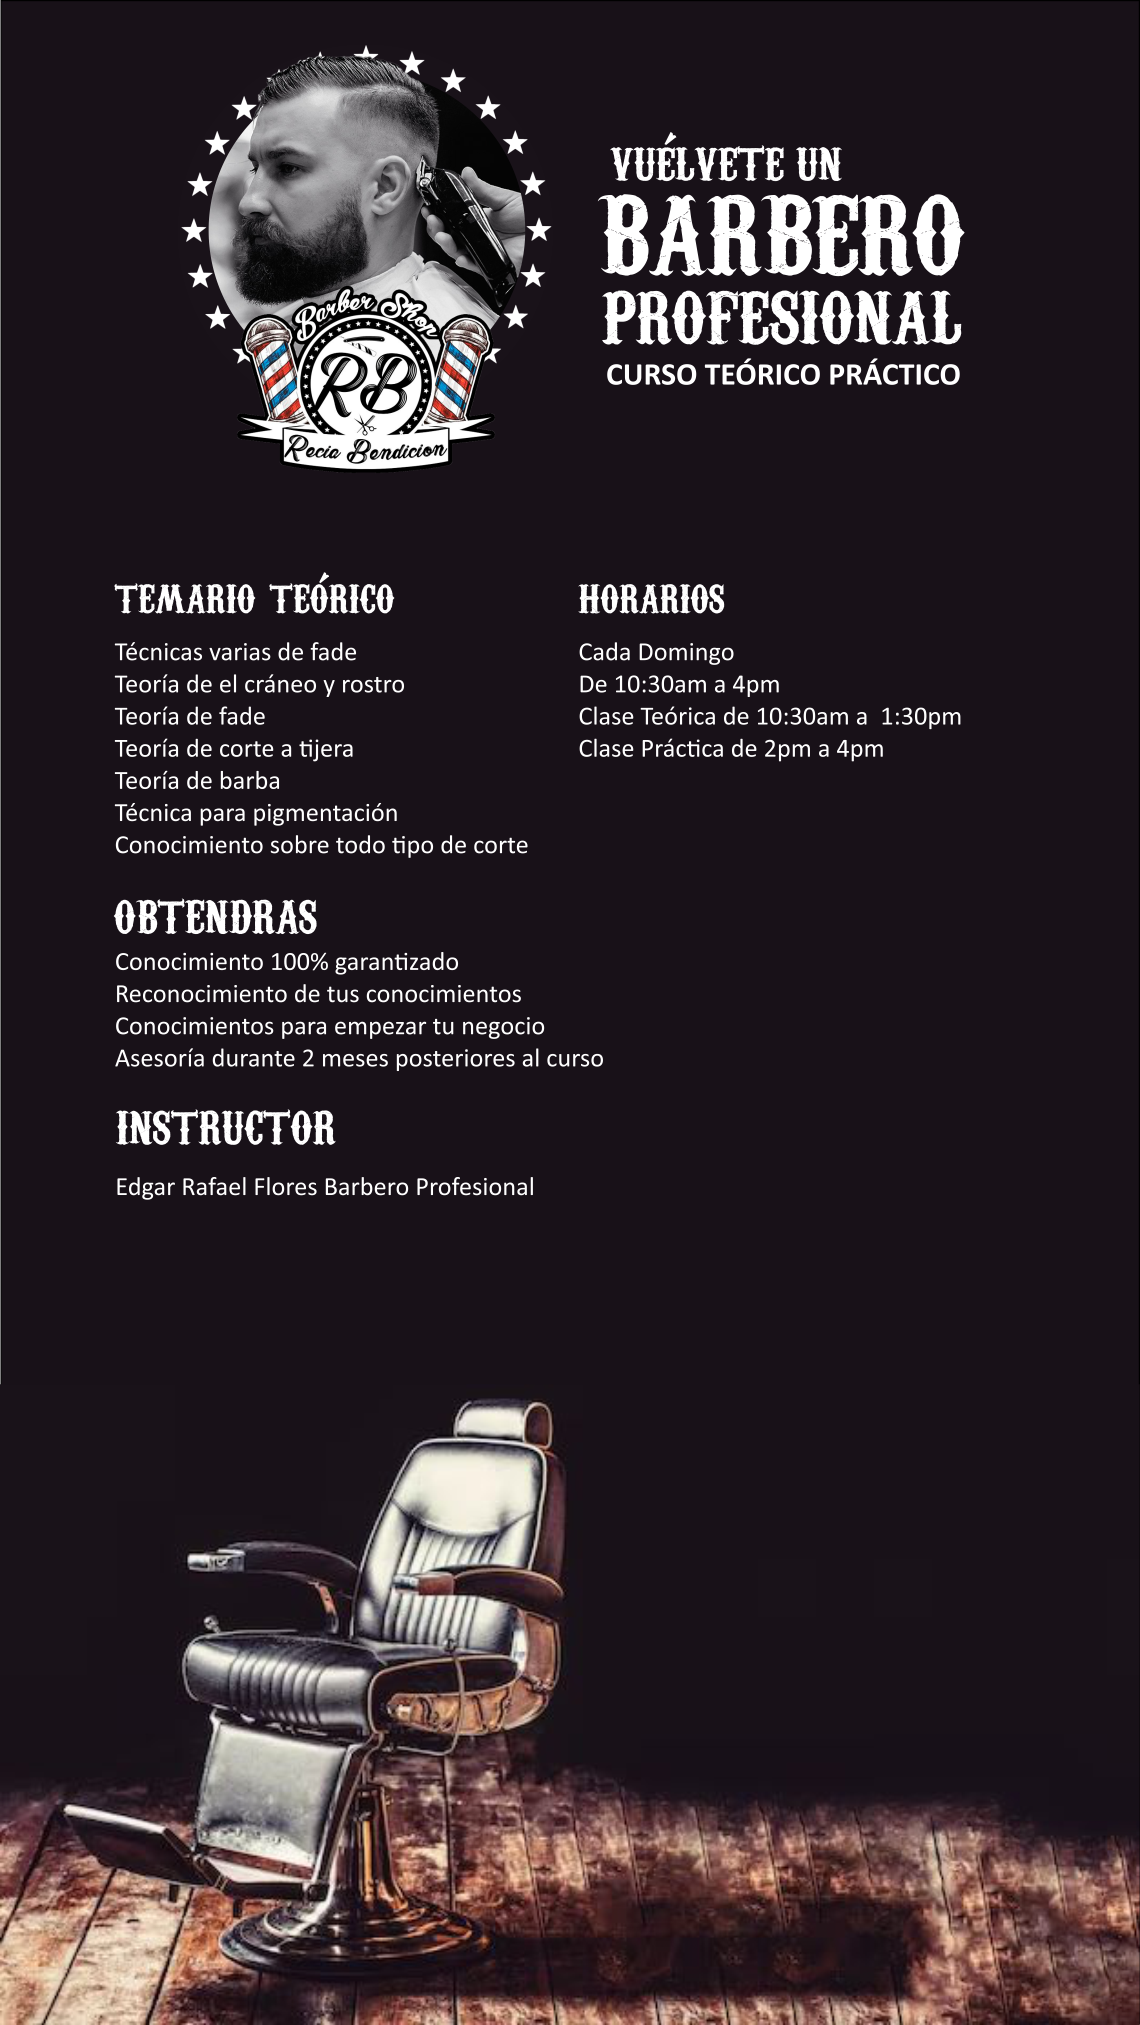 Barber Shop
RB
Recia Bendicion
VUÉLVETE UN
BARBERO
PROFESIONAL
CURSO TEÓRICO PRÁCTICO
TEMARIO TEÓRICO
Técnicas varias de fade
Teoría de el cráneo y rostro
Teoría de fade
Teoría de corte a tijera
Teoría de barba
Técnica para pigmentación
Conocimiento sobre todo tipo de corte
HORARIOS
Cada Domingo
De 10:30am a 4pm
Clase Teórica de 10:30am a 1:30pm
Clase Práctica de 2pm a 4pm
OBTENDRAS
Conocimiento 100% garantizado
Reconocimiento de tus conocimientos
Conocimientos para empezar tu negocio
Asesoría durante 2 meses posteriores al curso
INSTRUCTOR
Edgar Rafael Flores Barbero Profesional